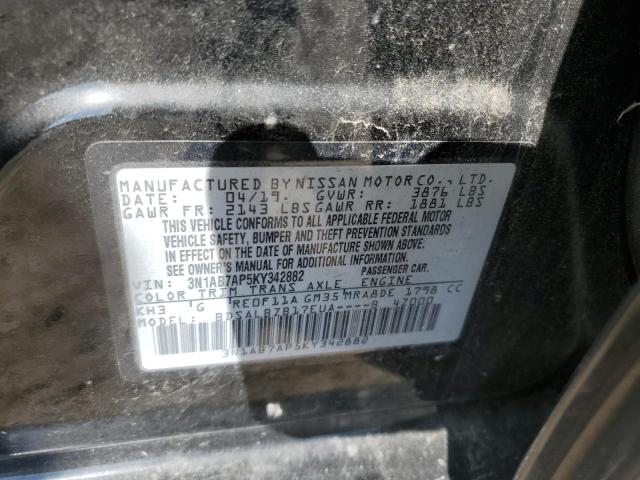 MANUFACTURED BY NISSAN MOTOR CO., LTD.
DATE: 04/19. GVWR: 3876 LBS
GAWR FR: 2143 LBS GAWR RR: 1881 LBS
THIS VEHICLE CONFORMS TO ALL APPLICABLE FEDERAL MOTOR
VEHICLE SAFETY, BUMPER AND THEFT PREVENTION STANDARDS
IN EFFECT ON THE DATE OF MANUFACTURE SHOWN ABOVE.
SEE OWNER'S MANUAL FOR ADDITIONAL INFORMATION.
VIN: 3N1AB7AP5KY342882 PASSENGER CAR.
COLOR TRIM TRANS AXLE ENGINE
KH3 G RE0F11A GM35 MRA8DE 1798 CC
MODEL: BDSALB7B17EUA----B 47000
3N1AB7AP5KY342882